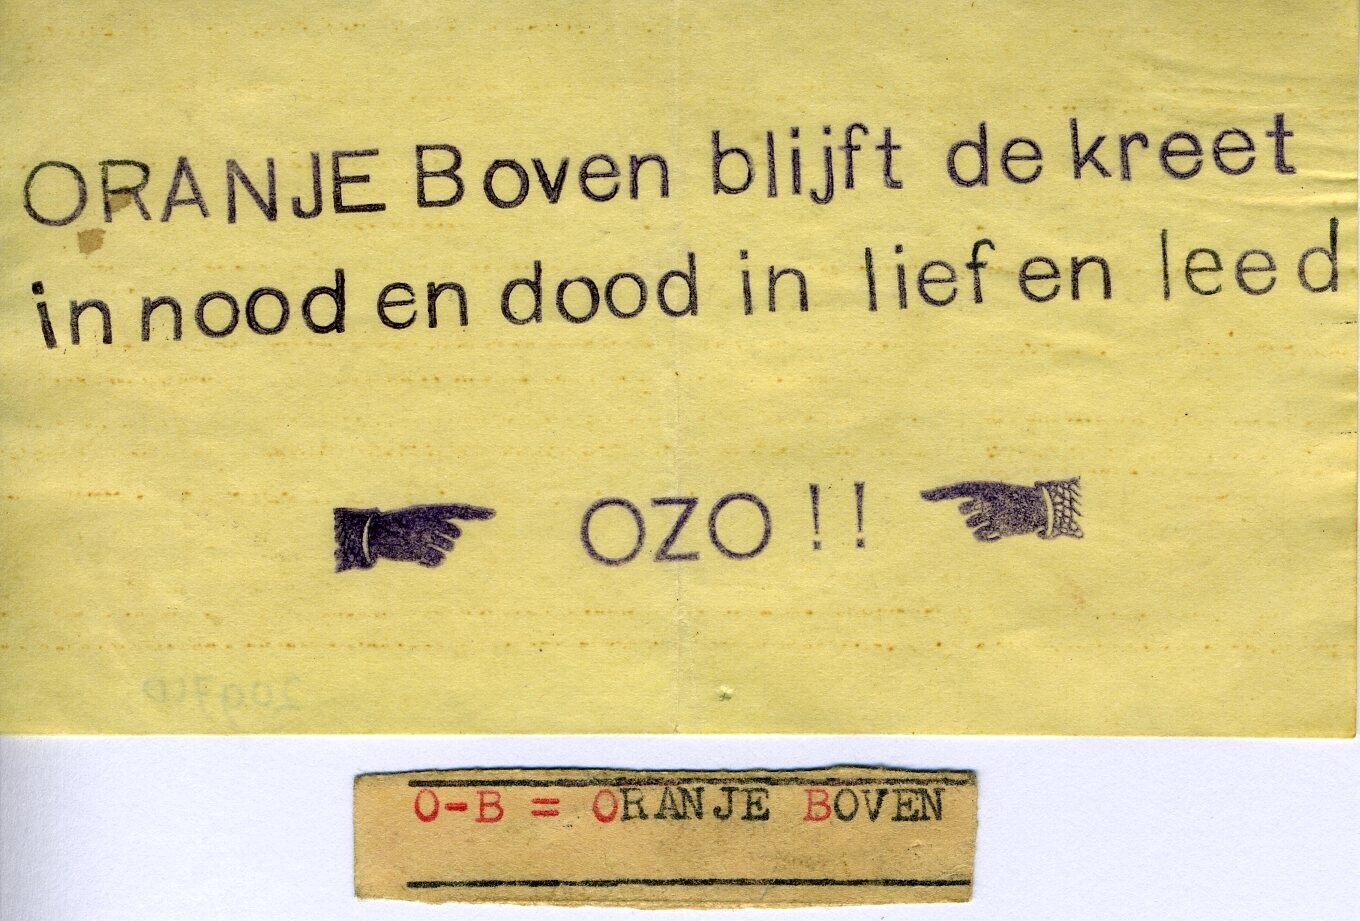 ORANJE Boven blijft de kreet
in nood en dood in lief en leed
OZO!!
O-B = ORANJE BOVEN